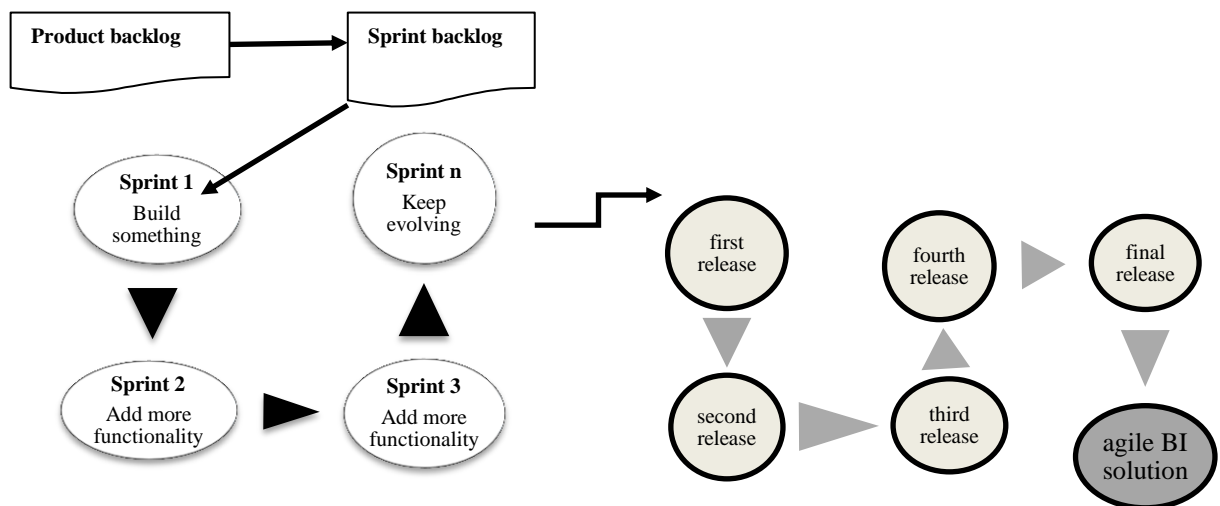 Product backlog
Sprint backlog
Sprint 1
Build
something
Sprint n
Keep
evolving
Sprint 2
Add more
functionality
Sprint 3
Add more
functionality
first
release
second
release
third
release
fourth
release
final
release
agile BI
solution